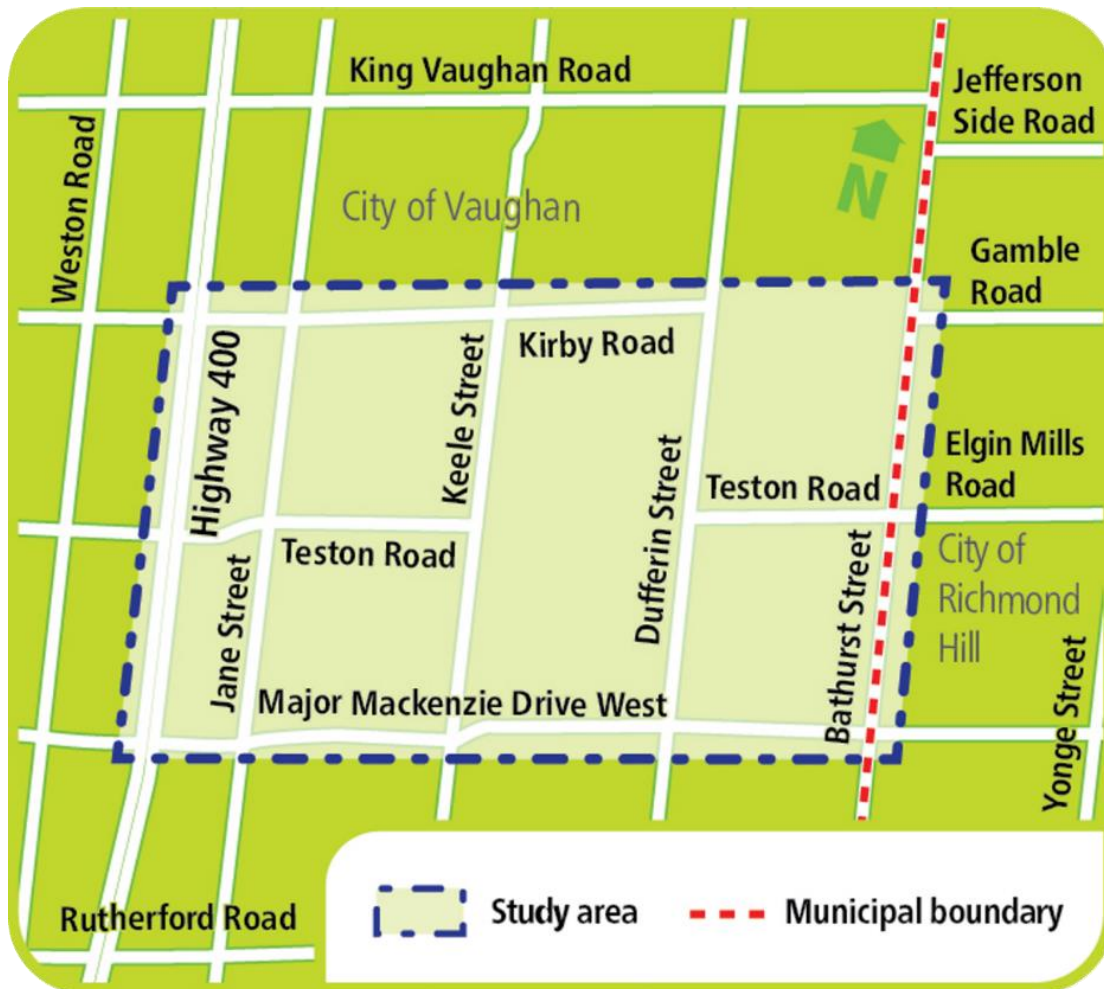 King Vaughan Road
Jefferson
Side Road
Weston Road
City of Vaughan
N
Gamble
Road
Highway 400
Kirby Road
Keele Street
Elgin Mills
Road
Teston Road
Dufferin Street
Teston Road
City of
Richmond
Hill
Jane Street
Bathurst Street
Major Mackenzie Drive West
Yonge Street
Rutherford Road
Study area
Municipal boundary